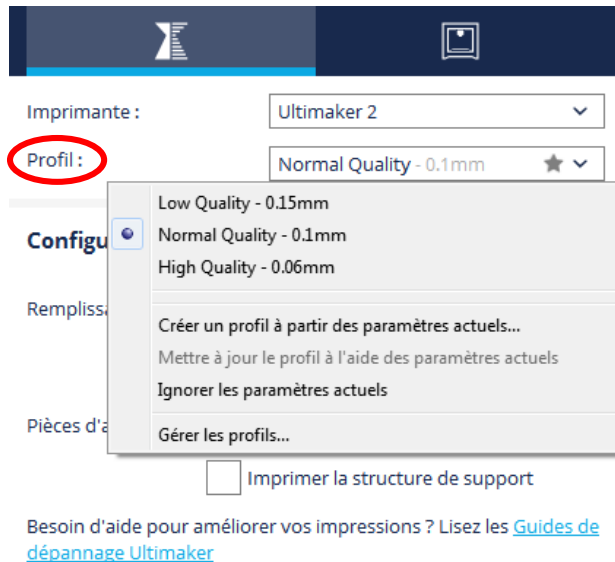 Imprimante : Ultimaker 2
Profil : Normal Quality - 0.1mm
Low Quality - 0.15mm
Normal Quality - 0.1mm
High Quality - 0.06mm
Créer un profil à partir des paramètres actuels...
Mettre à jour le profil à l'aide des paramètres actuels
Ignorer les paramètres actuels
Gérer les profils...
Imprimer la structure de support
Besoin d'aide pour améliorer vos impressions ? Lisez les Guides de
dépannage Ultimaker